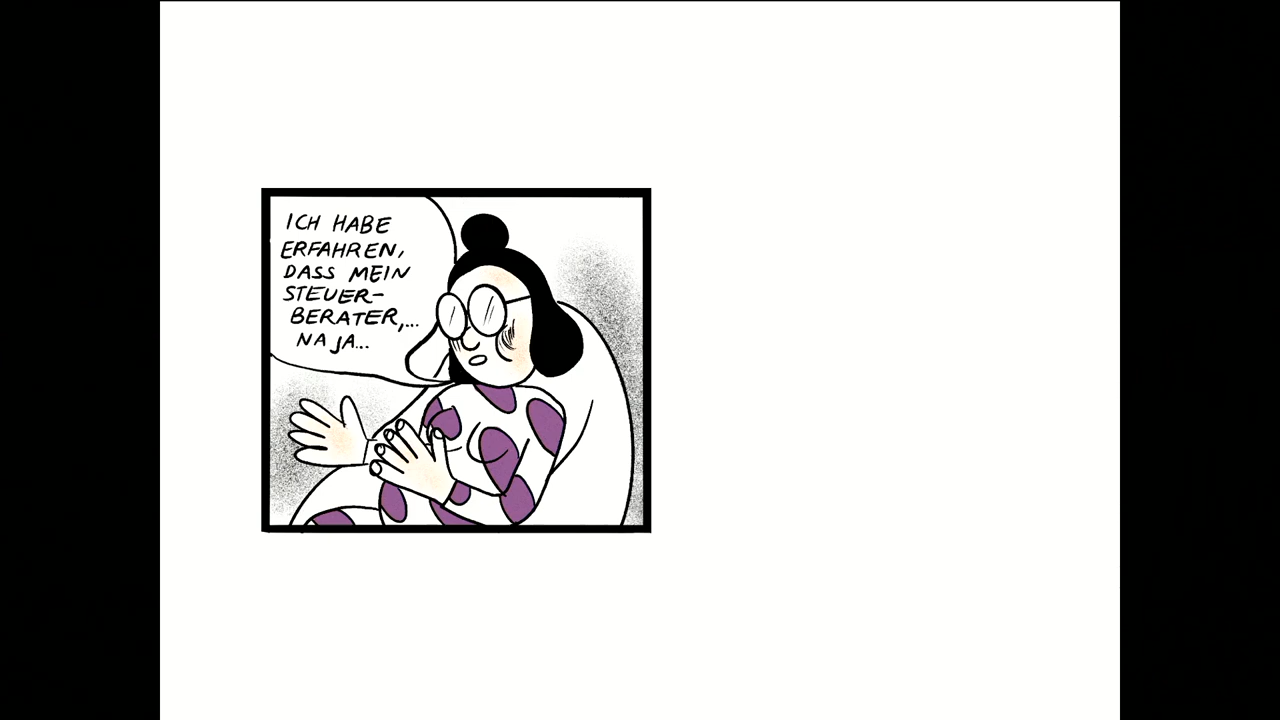 ICH HABE
ERFAHREN,
DASS MEIN
STEUER-
BERATER,...
NA JA...